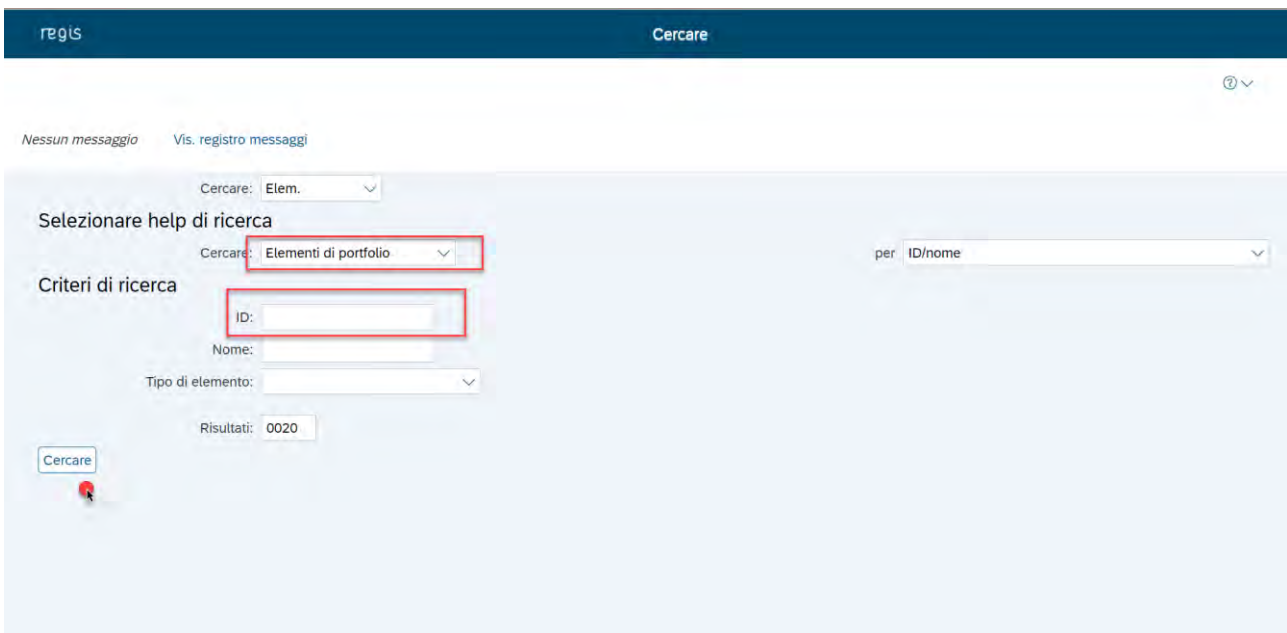 regis Cercare
Nessun messaggio Vis. registro messaggi
Cercare: Elem.
Selezionare help di ricerca
Cercare: Elementi di portfolio per ID/nome
Criteri di ricerca
ID:
Nome:
Tipo di elemento:
Risultati: 0020
Cercare